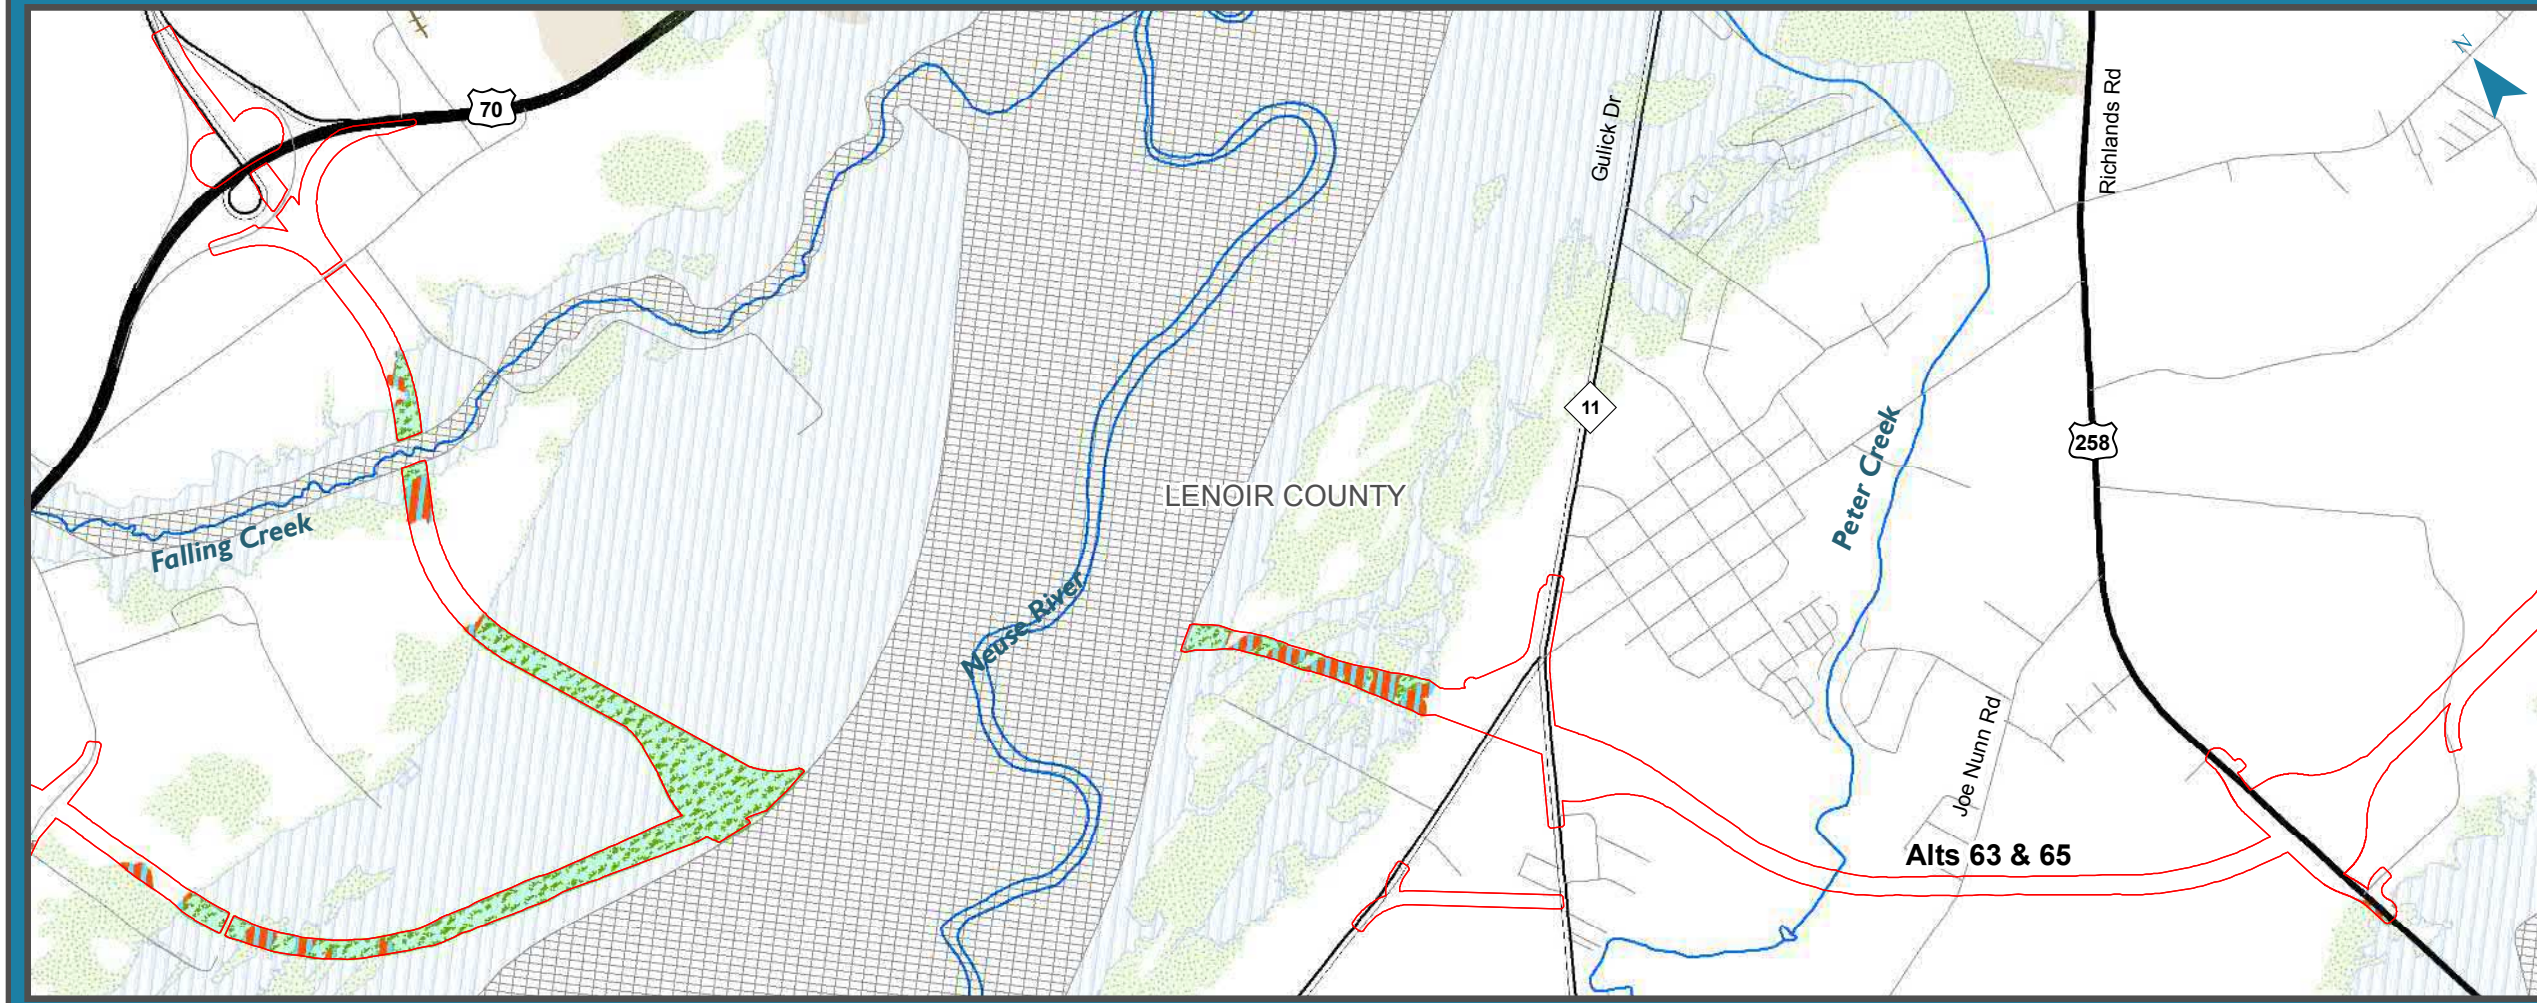 N
70
Gulick Dr
Richlands Rd
11
258
LENOIR COUNTY
Peter Creek
Falling Creek
Neuse River
Joe Nunn Rd
Alts 63 & 65